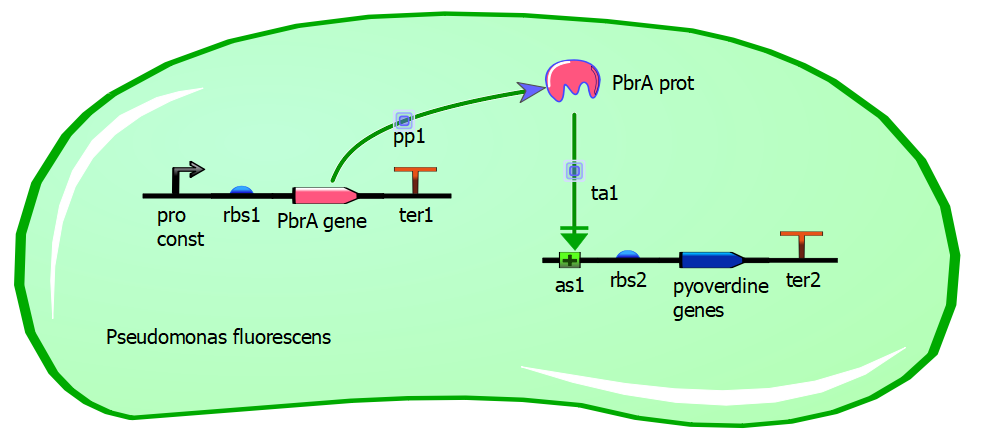 PbrA prot
pp1
ta1
pro
const
rbs1
PbrA gene
ter1
as1
rbs2
pyoverdine
genes
ter2
Pseudomonas fluorescens